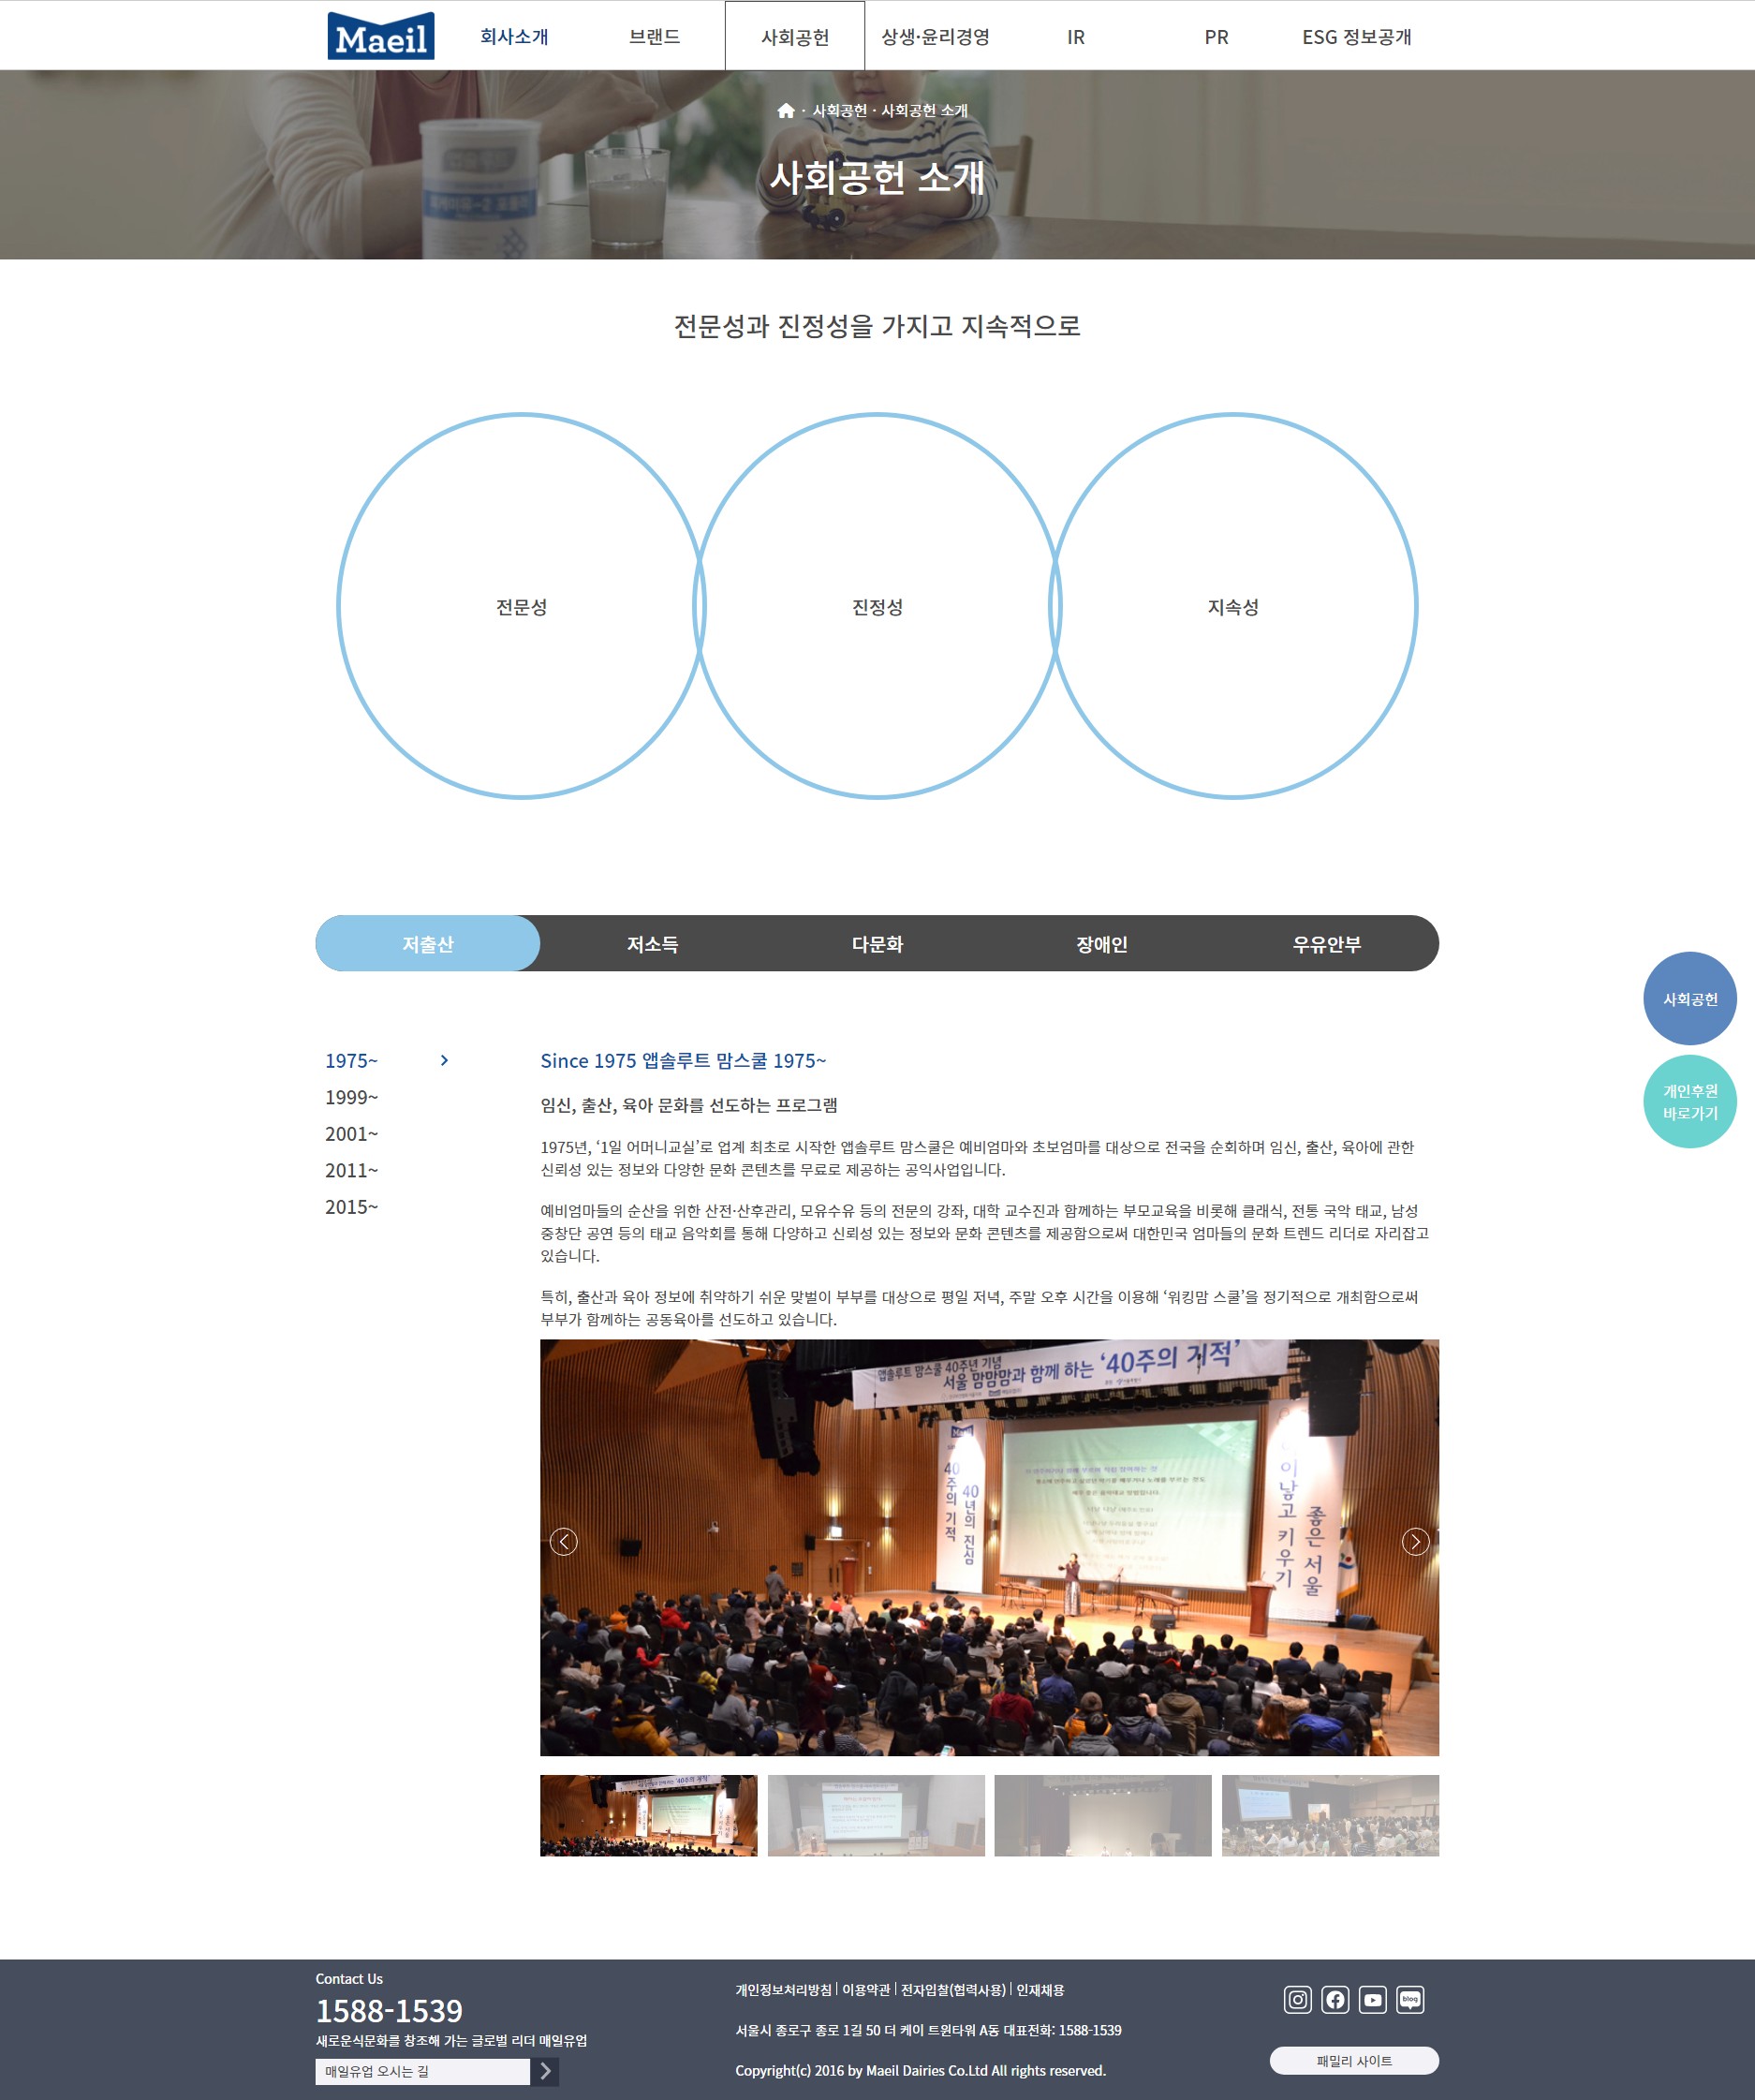 Maeil
회사소개
브랜드
사회공헌
상생·윤리경영
IR
PR
ESG 정보공개
· 사회공헌 · 사회공헌 소개
사회공헌 소개
전문성과 진정성을 가지고 지속적으로
전문성
진정성
지속성
저출산
저소득
다문화
장애인
우유안부
사회공헌
개인후원
바로가기
1975~
1999~
2001~
2011~
2015~
Since 1975 앱솔루트 맘스쿨 1975~
임신, 출산, 육아 문화를 선도하는 프로그램
1975년, ‘1일 어머니교실’로 업계 최초로 시작한 앱솔루트 맘스쿨은 예비엄마와 초보엄마를 대상으로 전국을 순회하며 임신, 출산, 육아에 관한
신뢰성 있는 정보와 다양한 문화 콘텐츠를 무료로 제공하는 공익사업입니다.
예비엄마들의 순산을 위한 산전·산후관리, 모유수유 등의 전문의 강좌, 대학 교수진과 함께하는 부모교육을 비롯해 클래식, 전통 국악 태교, 남성
중창단 공연 등의 태교 음악회를 통해 다양하고 신뢰성 있는 정보와 문화 콘텐츠를 제공함으로써 대한민국 엄마들의 문화 트렌드 리더로 자리잡고
있습니다.
특히, 출산과 육아 정보에 취약하기 쉬운 맞벌이 부부를 대상으로 평일 저녁, 주말 오후 시간을 이용해 ‘워킹맘 스쿨’을 정기적으로 개최함으로써
부부가 함께하는 공동육아를 선도하고 있습니다.
앱솔루트 맘스쿨 40주년 기념
서울 맘맘맘과 함께 하는 ‘40주의 기적’
40주의 기적
40년의 진심
아이낳고 키우기
좋은 서울
Contact Us
1588-1539
새로운식문화를 창조해 가는 글로벌 리더 매일유업
매일유업 오시는 길
개인정보처리방침 | 이용약관 | 전자입찰(협력사용) | 인재채용
서울시 종로구 종로 1길 50 더 케이 트윈타워 A동 대표전화: 1588-1539
Copyright(c) 2016 by Maeil Dairies Co.Ltd All rights reserved.
blog
패밀리 사이트